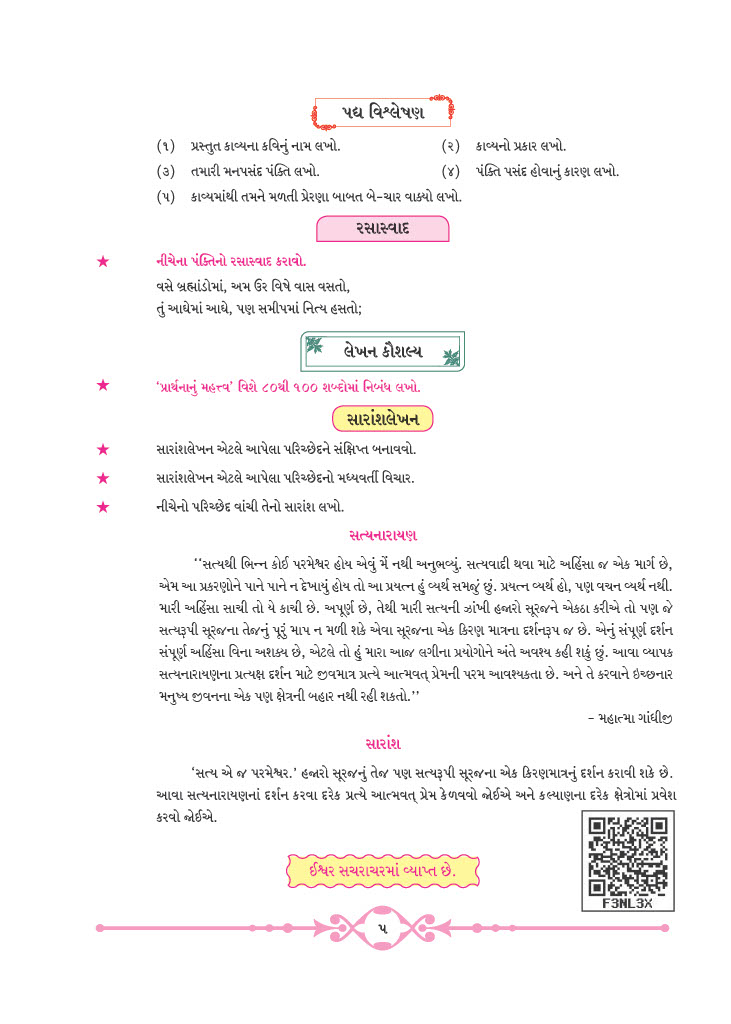 પદ્ય વિશ્લેષણ
(૧) પ્રસ્તુત કાવ્યના કવિનું નામ લખો. (૨) કાવ્યનો પ્રકાર લખો.
(૩) તમારી મનપસંદ પંક્તિ લખો. (૪) પંક્તિ પસંદ હોવાનું કારણ લખો.
(૫) કાવ્યમાંથી તમને મળતી પ્રેરણા બાબત બે-ચાર વાક્યો લખો.
રસાસ્વાદ
★ નીચેના પંક્તિનો રસાસ્વાદ કરાવો.
વસે બ્રહ્માંડોમાં, અમ ઉર વિષે વાસ વસતો,
તું આઘેમાં આઘે, પણ સમીપમાં નિત્ય હસતો;
લેખન કૌશલ્ય
★ ‘પ્રાર્થનાનું મહત્ત્વ’ વિશે ૮૦થી ૧૦૦ શબ્દોમાં નિબંધ લખો.
સારાંશલેખન
★ સારાંશલેખન એટલે આપેલા પરિચ્છેદને સંક્ષિપ્ત બનાવવો.
★ સારાંશલેખન એટલે આપેલા પરિચ્છેદનો મધ્યવર્તી વિચાર.
★ નીચેનો પરિચ્છેદ વાંચી તેનો સારાંશ લખો.
સત્યનારાયણ
‘‘સત્યથી ભિન્ન કોઈ પરમેશ્વર હોય એવું મેં નથી અનુભવ્યું. સત્યવાદી થવા માટે અહિંસા જ એક માર્ગ છે,
એમ આ પ્રકરણોને પાને પાને ન દેખાયું હોય તો આ પ્રયત્ન હું વ્યર્થ સમજું છું. પ્રયત્ન વ્યર્થ હો, પણ વચન વ્યર્થ નથી.
મારી અહિંસા સાચી તો યે કાચી છે. અપૂર્ણ છે, તેથી મારી સત્યની ઝાંખી હજારો સૂરજને એકઠા કરીએ તો પણ જે
સત્યરૂપી સૂરજના તેજનું પૂરું માપ ન મળી શકે એવા સૂરજના એક કિરણ માત્રના દર્શનરૂપ જ છે. એનું સંપૂર્ણ દર્શન
સંપૂર્ણ અહિંસા વિના અશક્ય છે, એટલે તો હું મારા આજ લગીના પ્રયોગોને અંતે અવશ્ય કહી શકું છું. આવા વ્યાપક
સત્યનારાયણના પ્રત્યક્ષ દર્શન માટે જીવમાત્ર પ્રત્યે આત્મવત્ પ્રેમની પરમ આવશ્યકતા છે. અને તે કરવાને ઇચ્છનાર
મનુષ્ય જીવનના એક પણ ક્ષેત્રની બહાર નથી રહી શકતો.’’
- મહાત્મા ગાંધીજી
સારાંશ
‘સત્ય એ જ પરમેશ્વર.’ હજારો સૂરજનું તેજ પણ સત્યરૂપી સૂરજના એક કિરણમાત્રનું દર્શન કરાવી શકે છે.
આવા સત્યનારાયણનાં દર્શન કરવા દરેક પ્રત્યે આત્મવત્ પ્રેમ કેળવવો જોઈએ અને કલ્યાણના દરેક ક્ષેત્રોમાં પ્રવેશ
કરવો જોઈએ.
ઈશ્વર સચરાચરમાં વ્યાપ્ત છે.
F3NL3X
૫